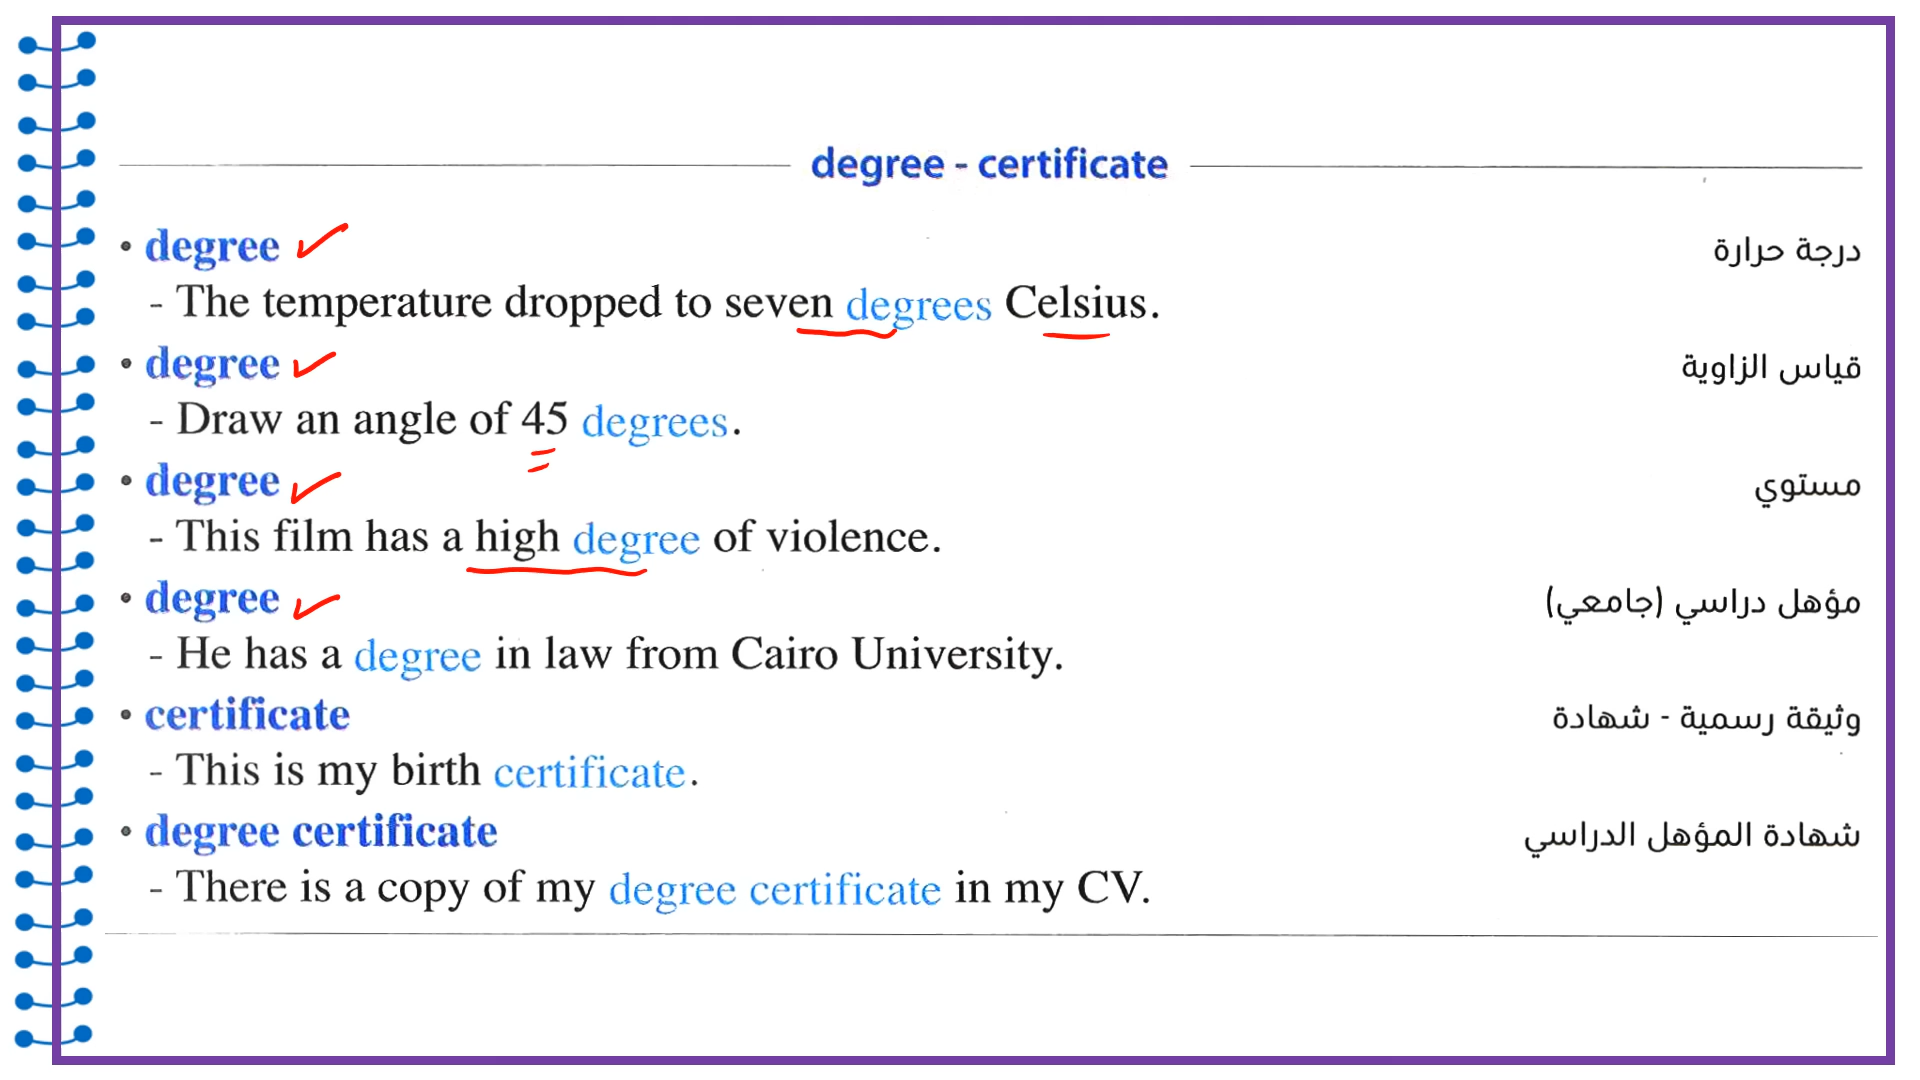 degree - certificate
• degree درجة حرارة
- The temperature dropped to seven degrees Celsius.
• degree قياس الزاوية
- Draw an angle of 45 degrees.
• degree مستوي
- This film has a high degree of violence.
• degree مؤهل دراسي (جامعي)
- He has a degree in law from Cairo University.
• certificate وثيقة رسمية - شهادة
- This is my birth certificate.
• degree certificate شهادة المؤهل الدراسي
- There is a copy of my degree certificate in my CV.